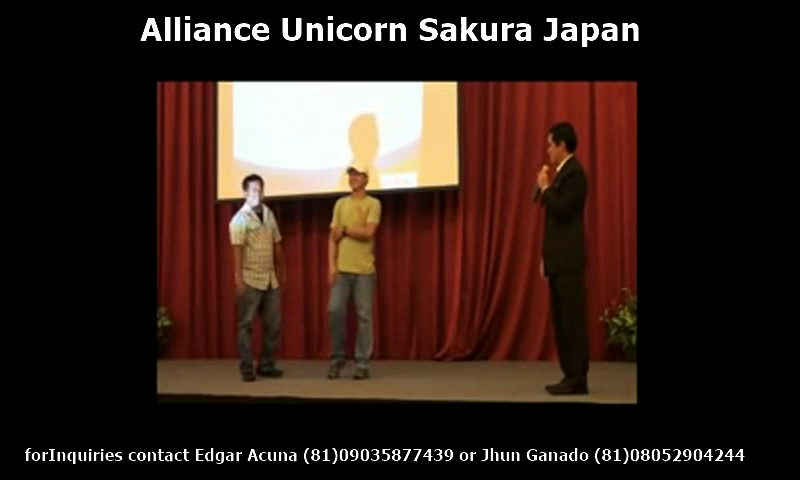 Alliance Unicorn Sakura Japan
forInquiries contact Edgar Acuna (81)09035877439 or Jhun Ganado (81)08052904244